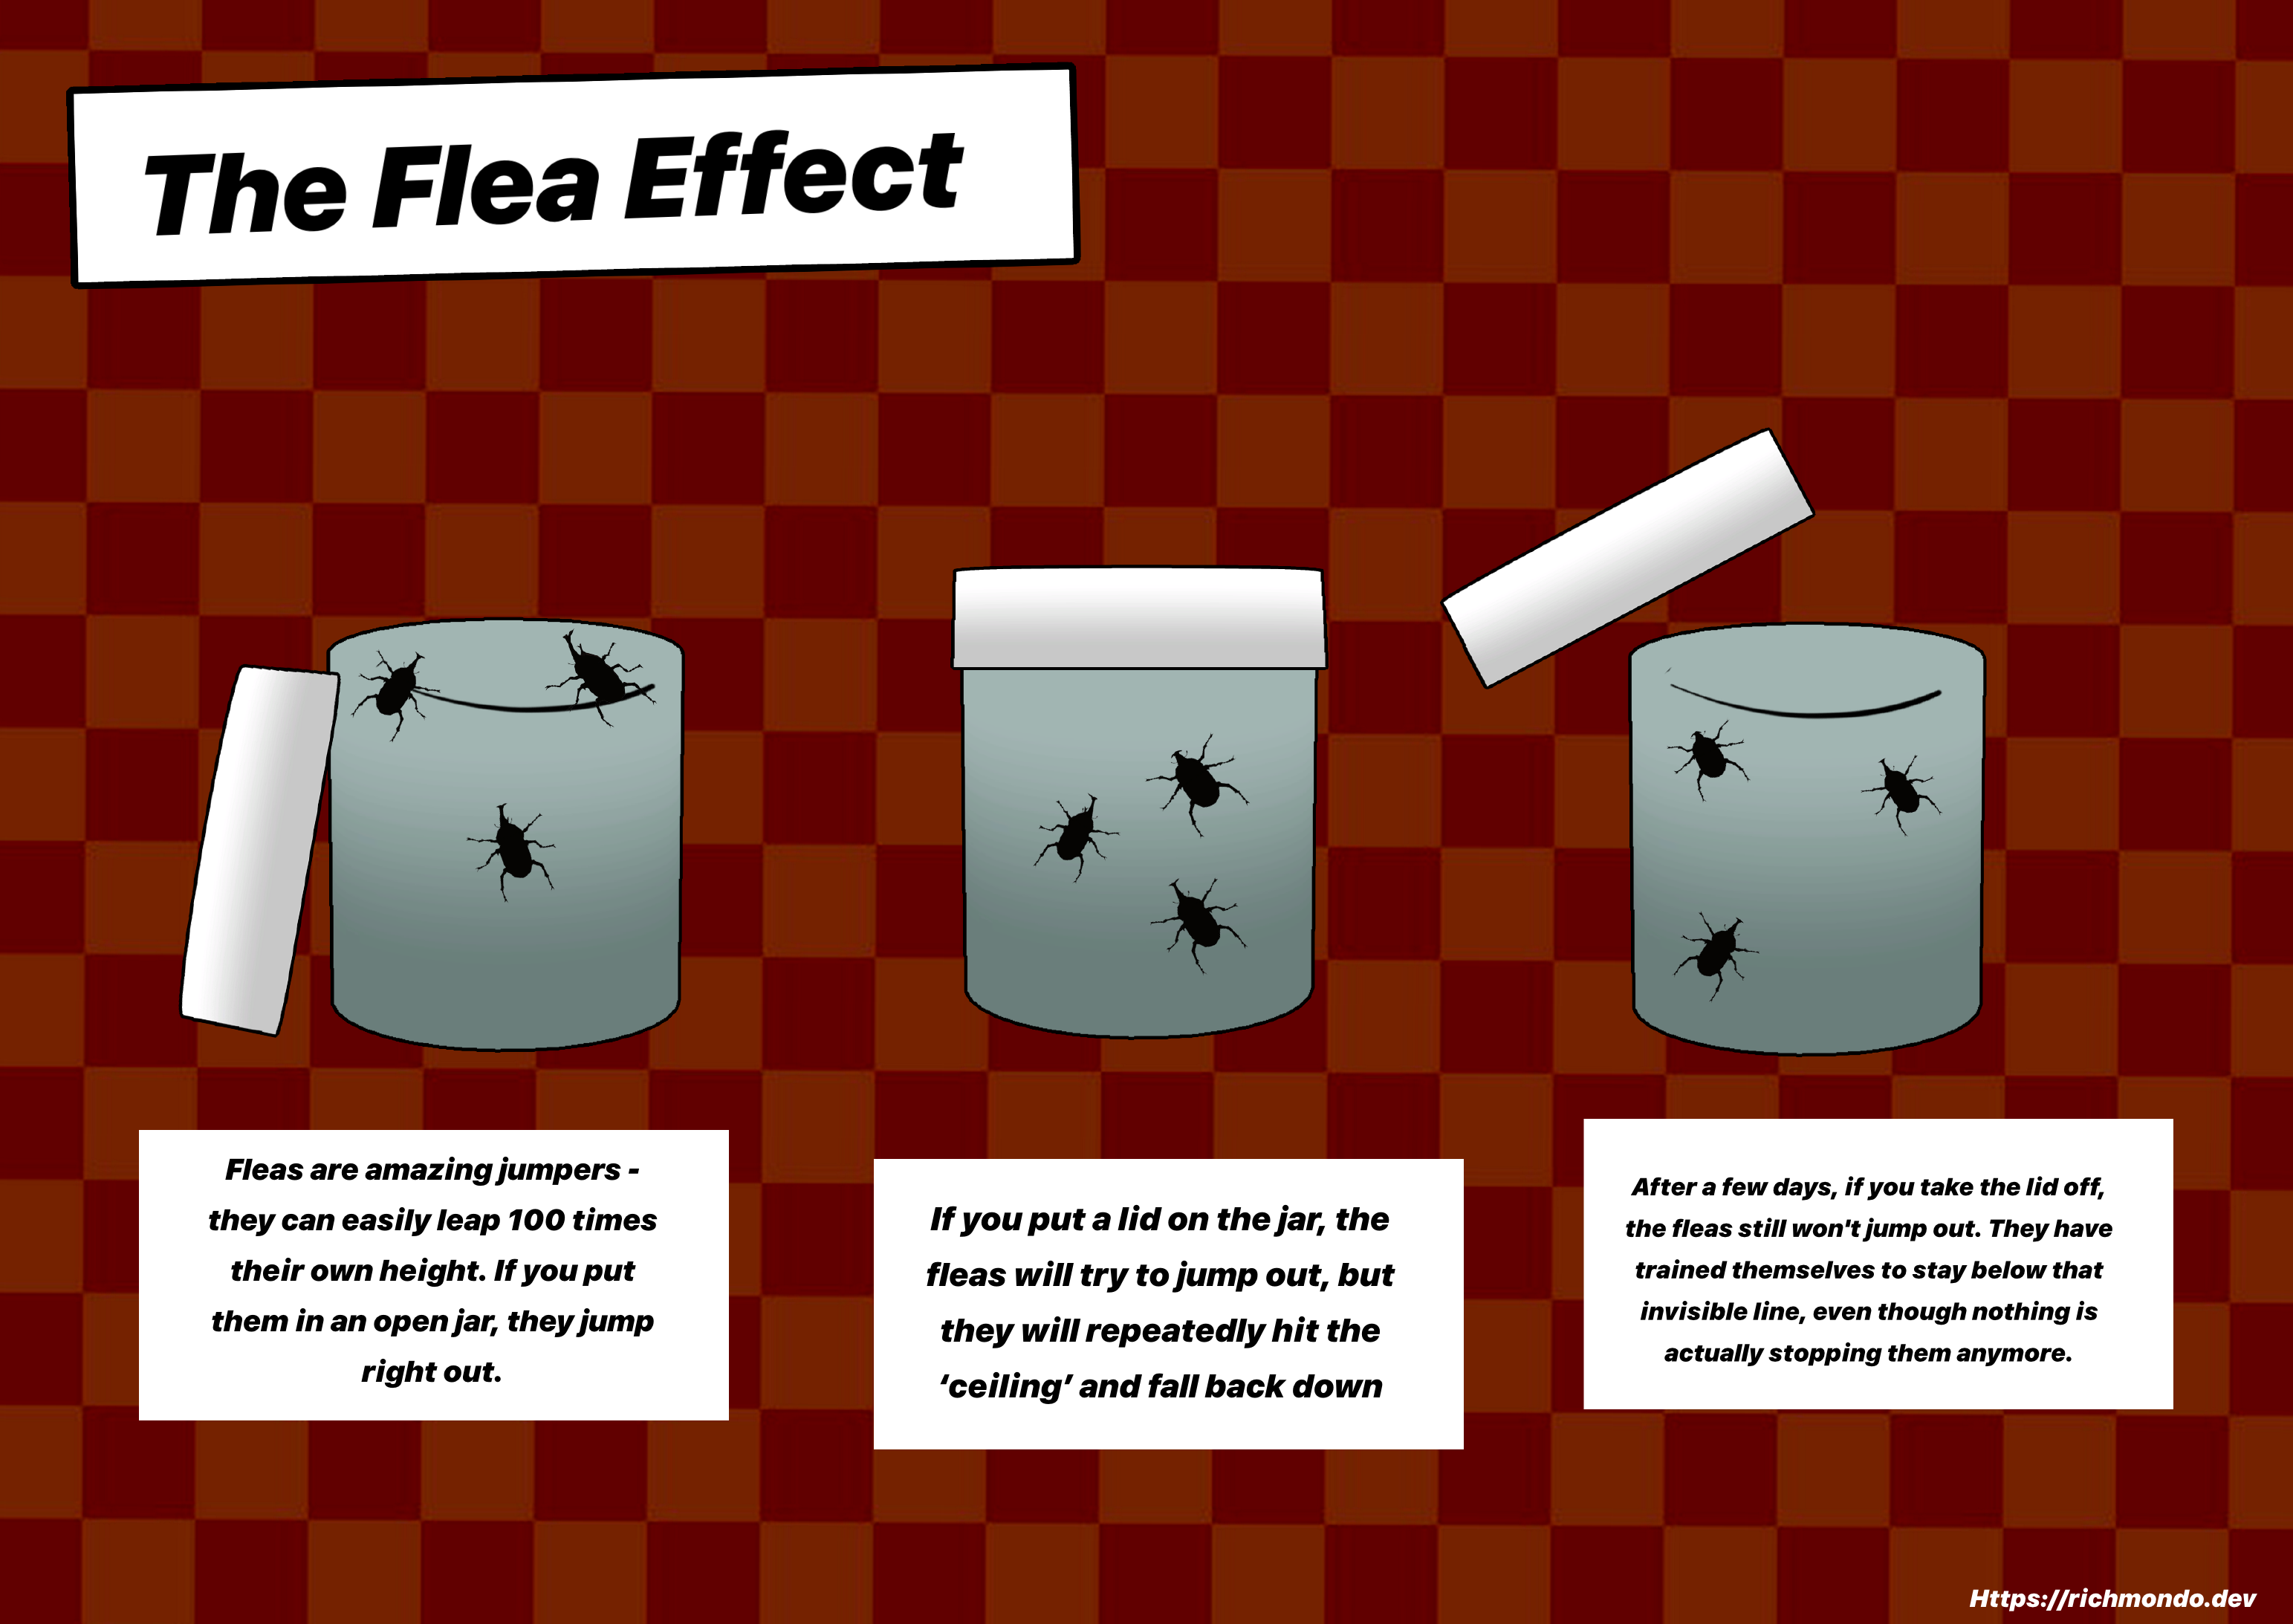 The Flea Effect
Fleas are amazing jumpers -
they can easily leap 100 times
their own height. If you put
them in an open jar, they jump
right out.
If you put a lid on the jar, the
fleas will try to jump out, but
they will repeatedly hit the
‘ceiling’ and fall back down
After a few days, if you take the lid off,
the fleas still won't jump out. They have
trained themselves to stay below that
invisible line, even though nothing is
actually stopping them anymore.
Https://richmondo.dev